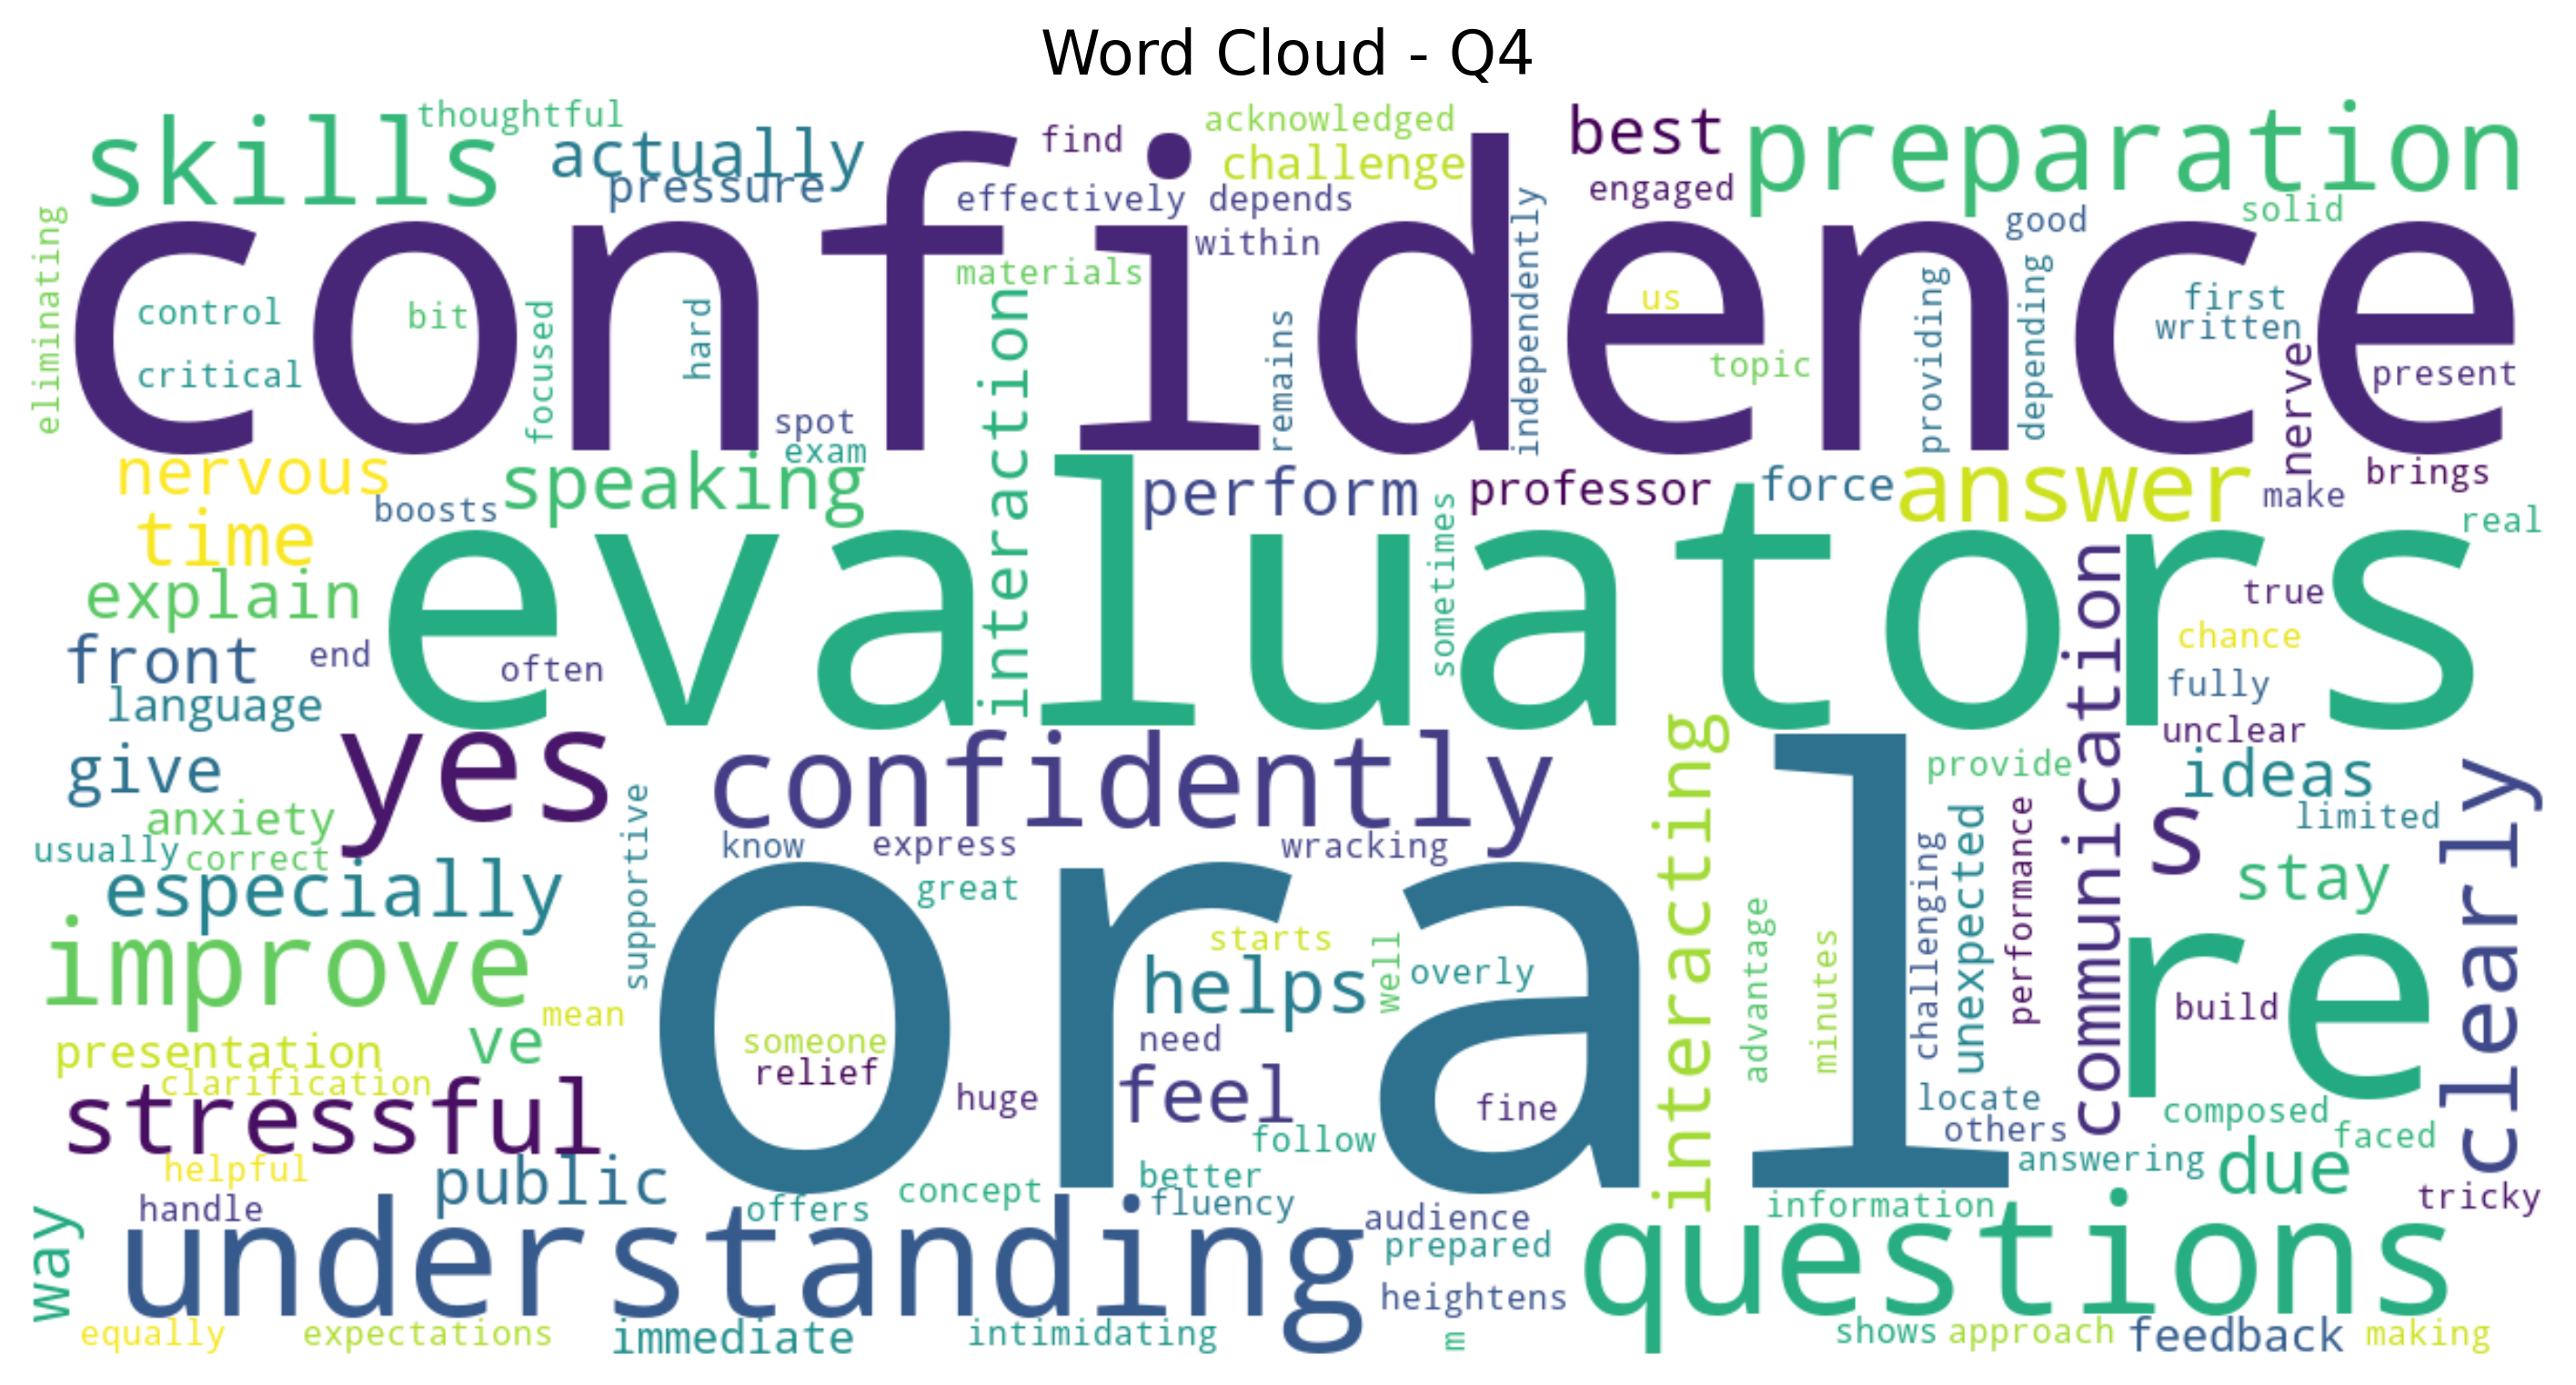 Word Cloud - Q4
skills
thoughtful
actually
pressure
find
acknowledged
challenge
effectively
depends
within
materials
best
engaged
preparation
good
solid
confidence
eliminating
control
critical
bit
focused
hard
spot
exam
interaction
remains
independently
us
topic
providing
depending
first
written
nerve
present
nervous
boosts
speaking
perform
professor
force
answer
make
brings
real
time
explain
front
end
often
language
evaluators
sometimes
communication
true
chance
fully
unclear
give
yes
confidently
interacting
provide
ideas
limited
clearly
anxiety
usually
correct
especially
supportive
know
express
wracking
great
oral
starts
helps
well
overly
need
someone
relief
huge
feel
fine
follow
advantage
minutes
challenging
unexpected
performance
s
stay
re
build
improve
mean
ve
presentation
clarification
stressful
helpful
handle
public
locate
others
composed
faced
answering
due
tricky
way
understanding
offers
concept
better
fluency
audience
prepared
heightens
information
questions
equally
expectations
immediate
intimidating
m
shows
approach
feedback
making